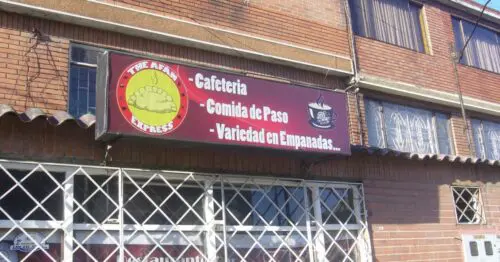 THE AFAN
EXPRESS
- Cafeteria
- Comida de Paso
- Variedad en Empanadas...